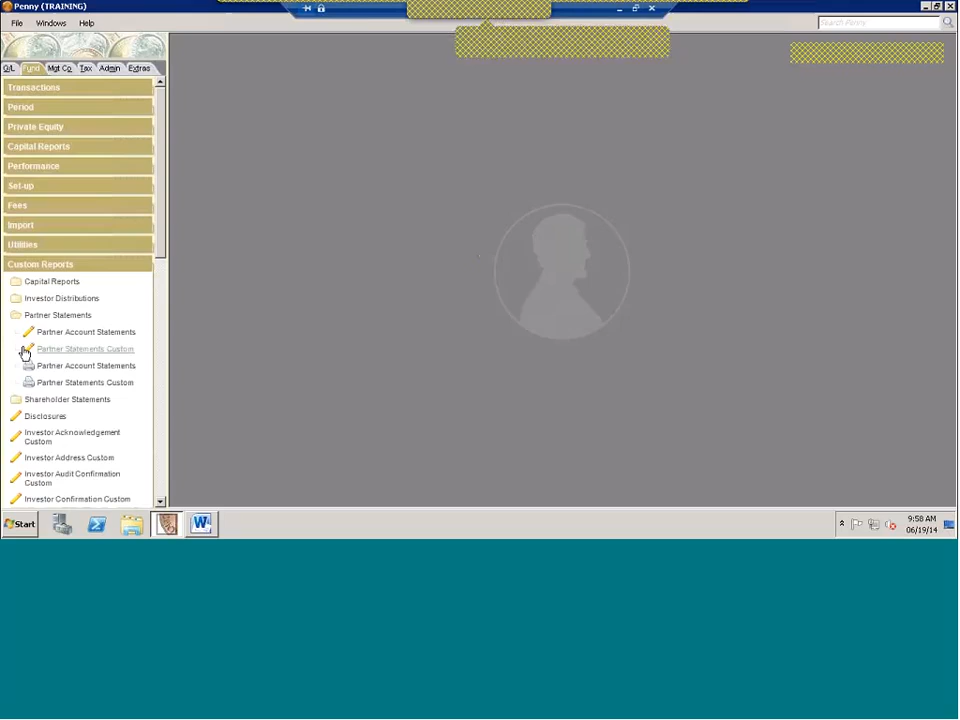 Penny (TRAINING)
File Windows Help
Search Penny
G/L Fund Mgt Co Tax Admin Extras
Transactions
Period
Private Equity
Capital Reports
Performance
Set-up
Fees
Import
Utilities
Custom Reports
Capital Reports
Investor Distributions
Partner Statements
Partner Account Statements
Partner Statements Custom
Partner Account Statements
Partner Statements Custom
Shareholder Statements
Disclosures
Investor Acknowledgement
Custom
Investor Address Custom
Investor Audit Confirmation
Custom
Investor Confirmation Custom
Start
9:58 AM
06/19/14